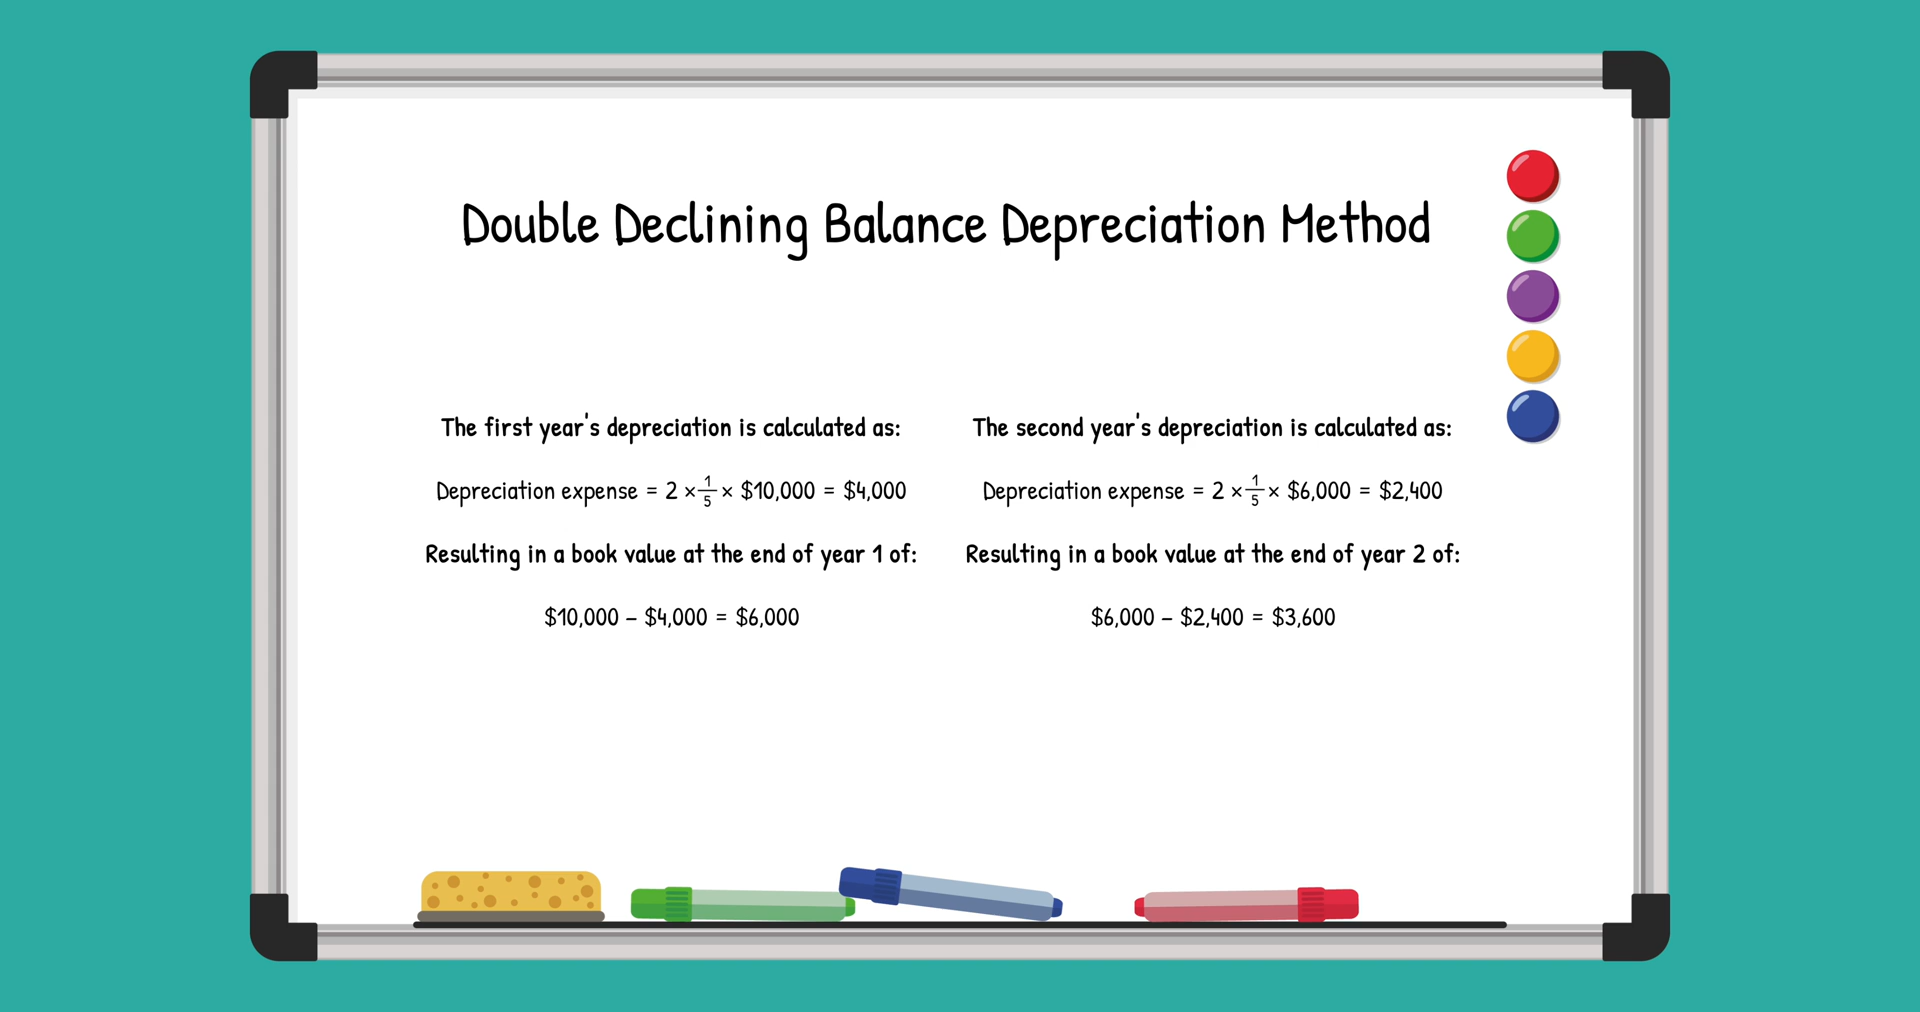 Double Declining Balance Depreciation Method
The first year's depreciation is calculated as:
Depreciation expense = 2 × 1/5 × $10,000 = $4,000
Resulting in a book value at the end of year 1 of:
$10,000 – $4,000 = $6,000
The second year's depreciation is calculated as:
Depreciation expense = 2 × 1/5 × $6,000 = $2,400
Resulting in a book value at the end of year 2 of:
$6,000 – $2,400 = $3,600